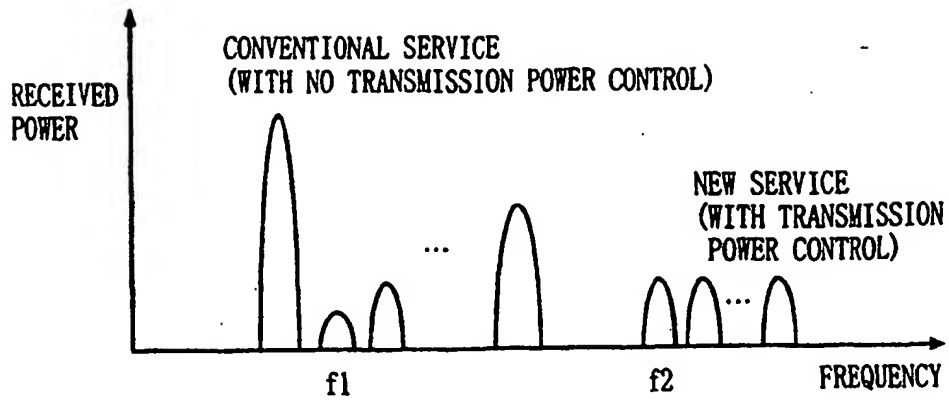 CONVENTIONAL SERVICE
(WITH NO TRANSMISSION POWER CONTROL)
RECEIVED
POWER
NEW SERVICE
(WITH TRANSMISSION
POWER CONTROL)
...
...
f1
f2
FREQUENCY